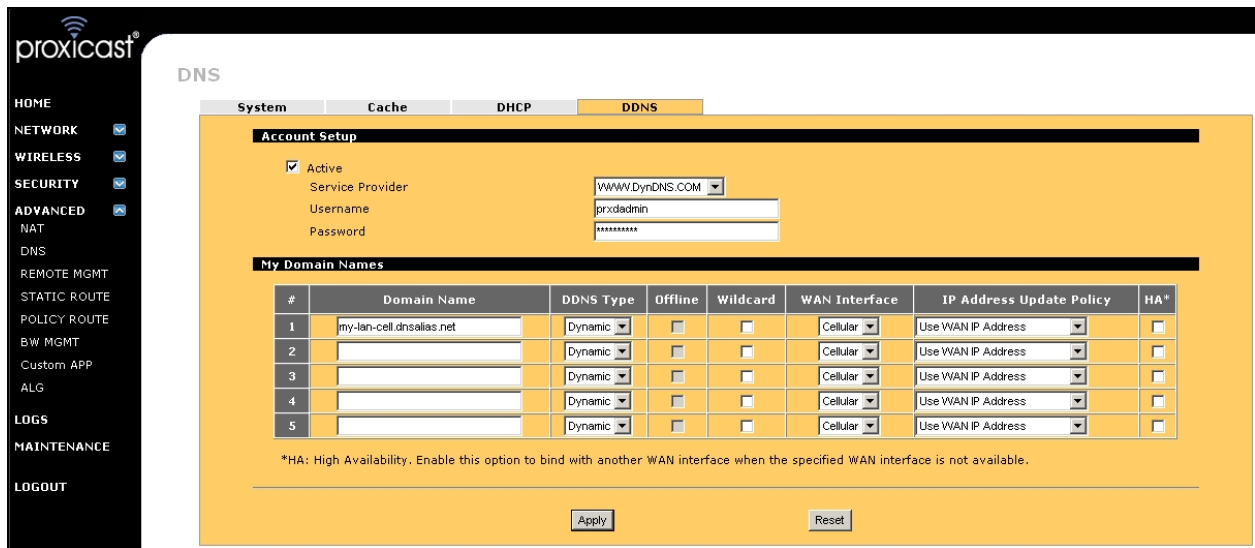 proxicast®
DNS
HOME
NETWORK
WIRELESS
SECURITY
ADVANCED
NAT
DNS
REMOTE MGMT
STATIC ROUTE
POLICY ROUTE
BW MGMT
Custom APP
ALG
LOGS
MAINTENANCE
LOGOUT
System Cache DHCP DDNS
Account Setup
Active
Service Provider WWW.DynDNS.COM
Username prxdadmin
Password **********
My Domain Names
# Domain Name DDNS Type Offline Wildcard WAN Interface IP Address Update Policy HA*
1 my-lan-cell.dnsalias.net Dynamic Cellular Use WAN IP Address
2 Dynamic Cellular Use WAN IP Address
3 Dynamic Cellular Use WAN IP Address
4 Dynamic Cellular Use WAN IP Address
5 Dynamic Cellular Use WAN IP Address
*HA: High Availability. Enable this option to bind with another WAN interface when the specified WAN interface is not available.
Apply Reset